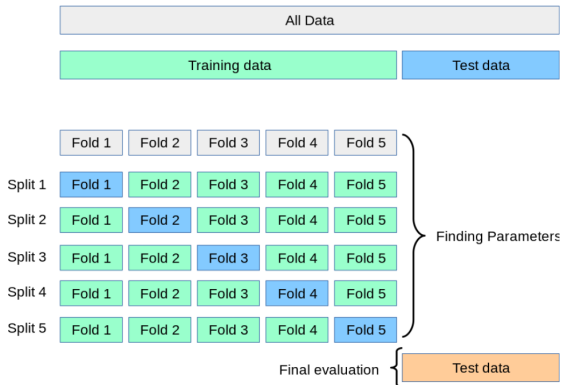 All Data
Training data Test data
Fold 1 Fold 2 Fold 3 Fold 4 Fold 5
Split 1 Fold 1 Fold 2 Fold 3 Fold 4 Fold 5
Split 2 Fold 1 Fold 2 Fold 3 Fold 4 Fold 5
Finding Parameters
Split 3 Fold 1 Fold 2 Fold 3 Fold 4 Fold 5
Split 4 Fold 1 Fold 2 Fold 3 Fold 4 Fold 5
Split 5 Fold 1 Fold 2 Fold 3 Fold 4 Fold 5
Final evaluation Test data